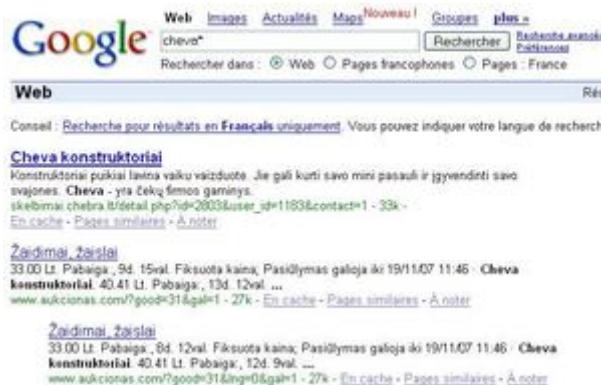 Google
Web Images Actualités Maps Nouveau ! Groupes plus »
cheva* Rechercher Recherche avancée
Préférences
Rechercher dans : Web Pages francophones Pages : France
Web
Conseil : Recherche pour résultats en Français uniquement. Vous pouvez indiquer votre langue de recherch
Cheva konstruktoriai
Konstruktoriai puikiai lavina vaiku vaizduote. Jie gali kurti savo mini pasauli ir įgyvendinti savo
svajones. Cheva - yra čekų firmos gaminys.
skelbimai.chebra.lt/detail.php?id=2803&user_id=1183&contact=1 - 33k -
En cache - Pages similaires - À noter
Žaidimai, žaislai
33.00 Lt. Pabaiga:, 9d. 15val. Fiksuota kaina; Pasiūlymas galioja iki 19/11/07 11:46 · Cheva
konstruktoriai. 40.41 Lt. Pabaiga:, 13d. 12val. ...
www.aukcionas.com/?good=31&gal=1 - 27k - En cache - Pages similaires - À noter
Žaidimai, žaislai
33.00 Lt. Pabaiga:, 8d. 12val. Fiksuota kaina; Pasiūlymas galioja iki 19/11/07 11:46 · Cheva
konstruktoriai. 40.41 Lt. Pabaiga:, 12d. 9val. ...
www.aukcionas.com/?good=31&lng=0&gal=1 - 27k - En cache - Pages similaires - À noter